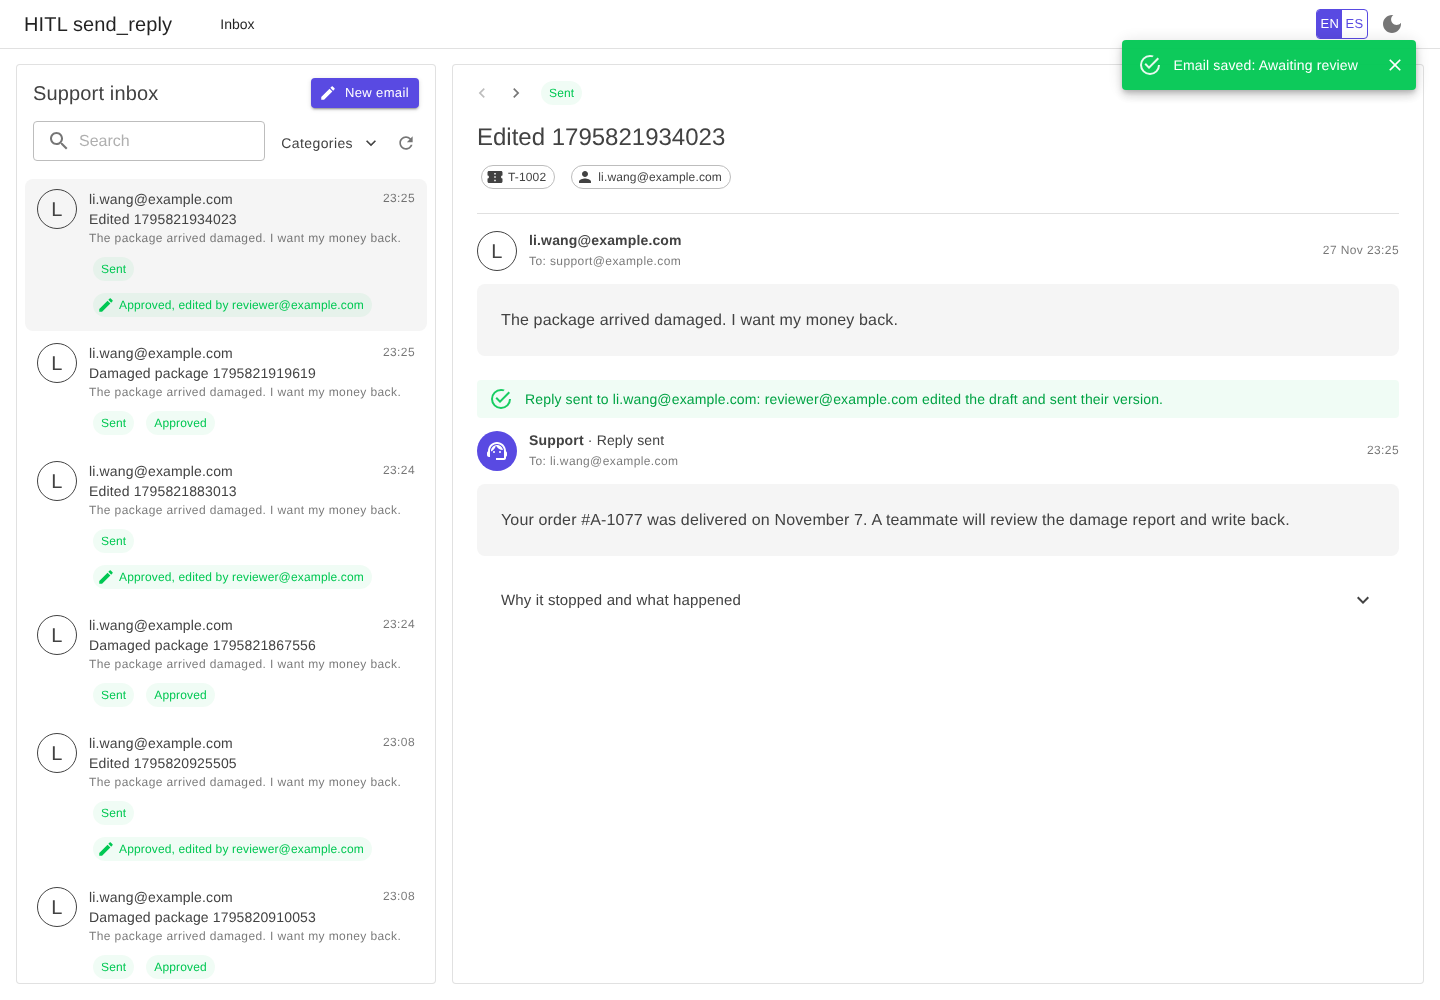 HITL send_reply
Inbox
EN ES
Email saved: Awaiting review
Support inbox
New email
Search
Categories
L
li.wang@example.com
23:25
Edited 1795821934023
The package arrived damaged. I want my money back.
Sent
Approved, edited by reviewer@example.com
L
li.wang@example.com
23:25
Damaged package 1795821919619
The package arrived damaged. I want my money back.
Sent
Approved
L
li.wang@example.com
23:24
Edited 1795821883013
The package arrived damaged. I want my money back.
Sent
Approved, edited by reviewer@example.com
L
li.wang@example.com
23:24
Damaged package 1795821867556
The package arrived damaged. I want my money back.
Sent
Approved
L
li.wang@example.com
23:08
Edited 1795820925505
The package arrived damaged. I want my money back.
Sent
Approved, edited by reviewer@example.com
L
li.wang@example.com
23:08
Damaged package 1795820910053
The package arrived damaged. I want my money back.
Sent
Approved
Sent
Edited 1795821934023
T-1002
li.wang@example.com
L
li.wang@example.com
To: support@example.com
27 Nov 23:25
The package arrived damaged. I want my money back.
Reply sent to li.wang@example.com: reviewer@example.com edited the draft and sent their version.
Support · Reply sent
To: li.wang@example.com
23:25
Your order #A-1077 was delivered on November 7. A teammate will review the damage report and write back.
Why it stopped and what happened